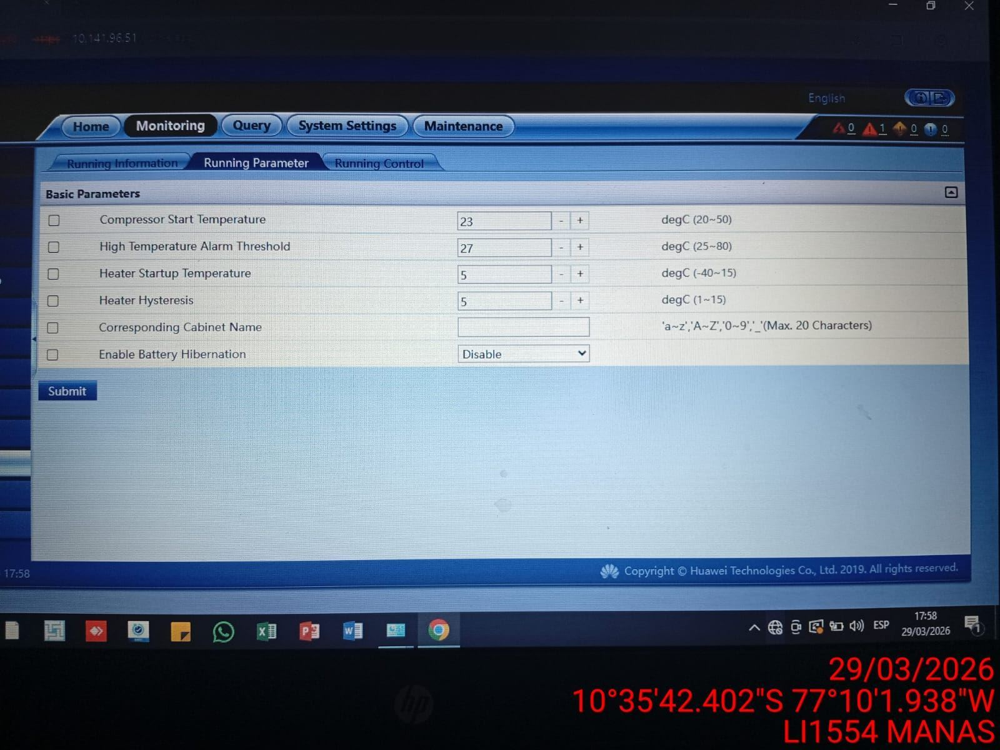 10.141.96.51
English
Home Monitoring Query System Settings Maintenance 0 1 0 0
Running Information Running Parameter Running Control
Basic Parameters
Compressor Start Temperature 23 - + degC (20~50)
High Temperature Alarm Threshold 27 - + degC (25~80)
Heater Startup Temperature 5 - + degC (-40~15)
Heater Hysteresis 5 - + degC (1~15)
Corresponding Cabinet Name 'a~z','A~Z','0~9','_'(Max. 20 Characters)
Enable Battery Hibernation Disable
Submit
17:58 Copyright © Huawei Technologies Co., Ltd. 2019. All rights reserved.
ESP 17:58
29/03/2026 1
hp
29/03/2026
10°35'42.402"S 77°10'1.938"W
LI1554 MANAS